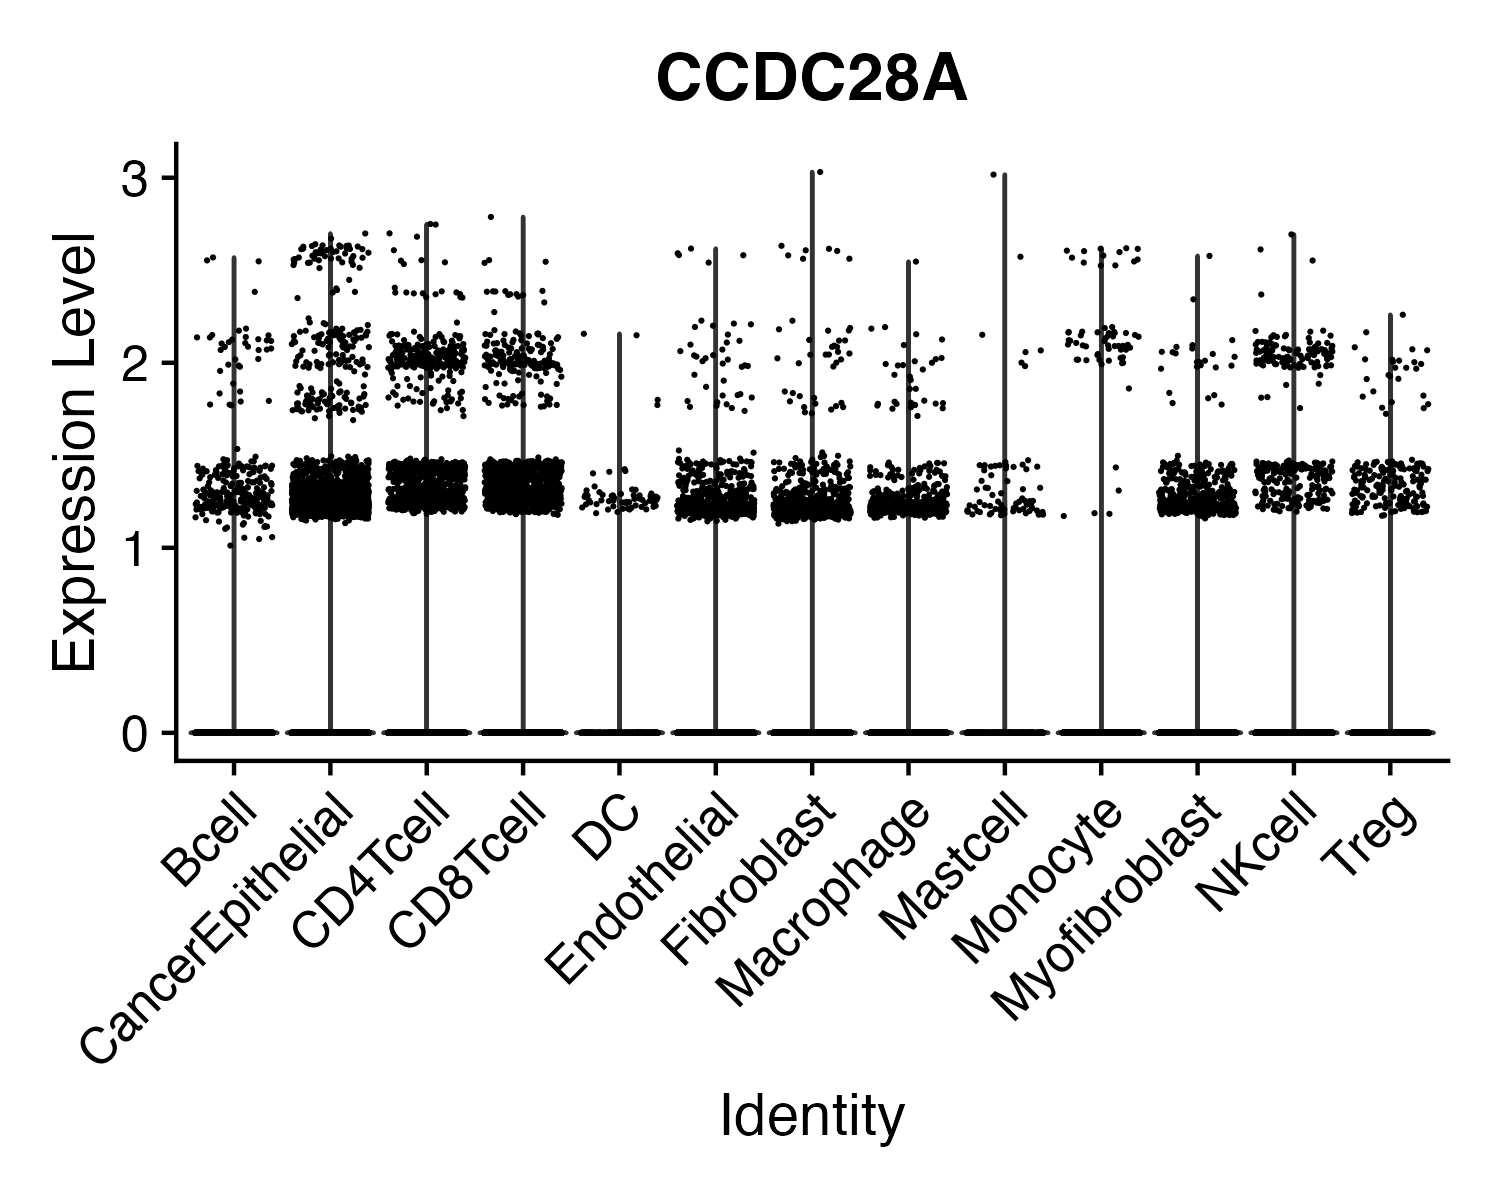 CCDC28A
Expression Level
3
2
1
0
Bcell
CancerEpithelial
CD4Tcell
CD8Tcell
DC
Endothelial
Fibroblast
Macrophage
Mastcell
Monocyte
Myofibroblast
NKcell
Treg
Identity